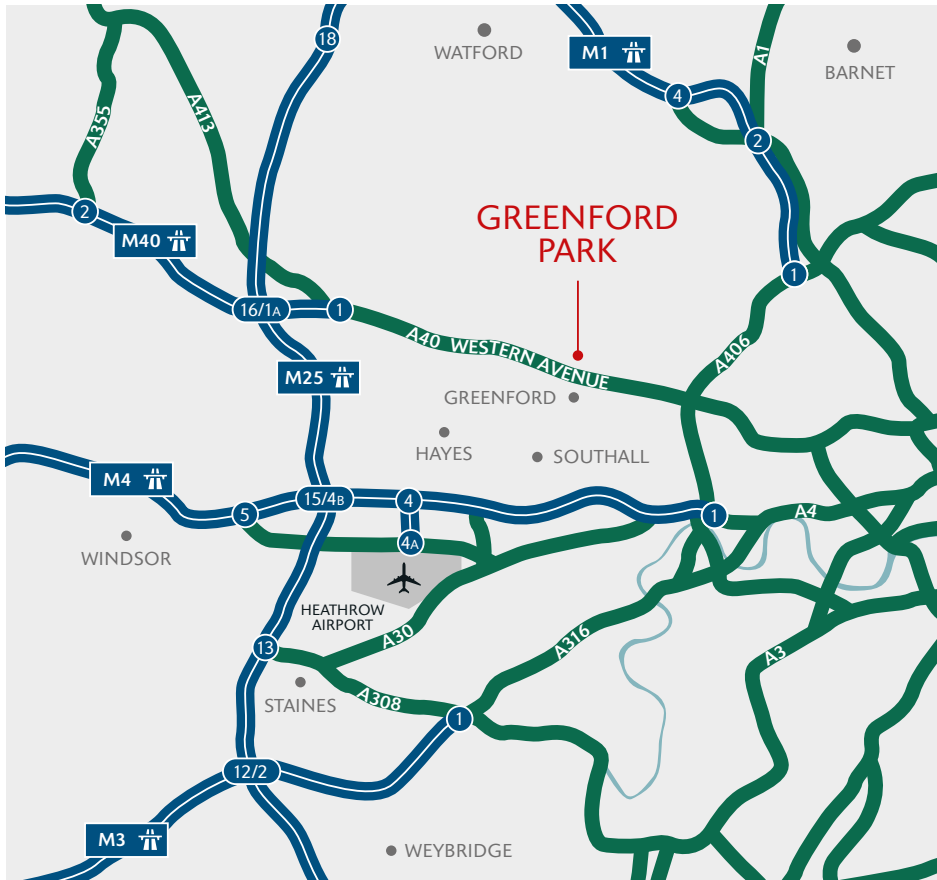 18
WATFORD
M1
A1
BARNET
4
A413
A355
2
2
GREENFORD
PARK
M40
1
16/1A
1
A40 WESTERN AVENUE
A406
M25
GREENFORD
HAYES
SOUTHALL
M4
15/4B
4
5
1
A4
4A
WINDSOR
HEATHROW
AIRPORT
A30
A316
13
A3
STAINES
A308
1
12/2
M3
WEYBRIDGE